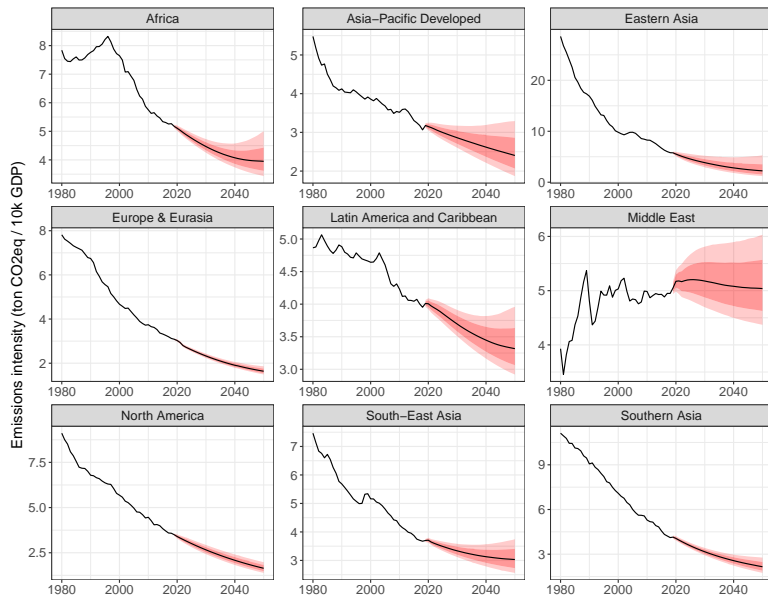 Emissions intensity (ton CO2eq / 10k GDP)
Africa
8
7
6
5
4
1980 2000 2020 2040
Asia−Pacific Developed
5
4
3
2
1980 2000 2020 2040
Eastern Asia
20
10
0
1980 2000 2020 2040
Europe & Eurasia
8
6
4
2
1980 2000 2020 2040
Latin America and Caribbean
5.0
4.5
4.0
3.5
3.0
1980 2000 2020 2040
Middle East
6
5
4
1980 2000 2020 2040
North America
7.5
5.0
2.5
1980 2000 2020 2040
South−East Asia
7
6
5
4
3
1980 2000 2020 2040
Southern Asia
9
6
3
1980 2000 2020 2040